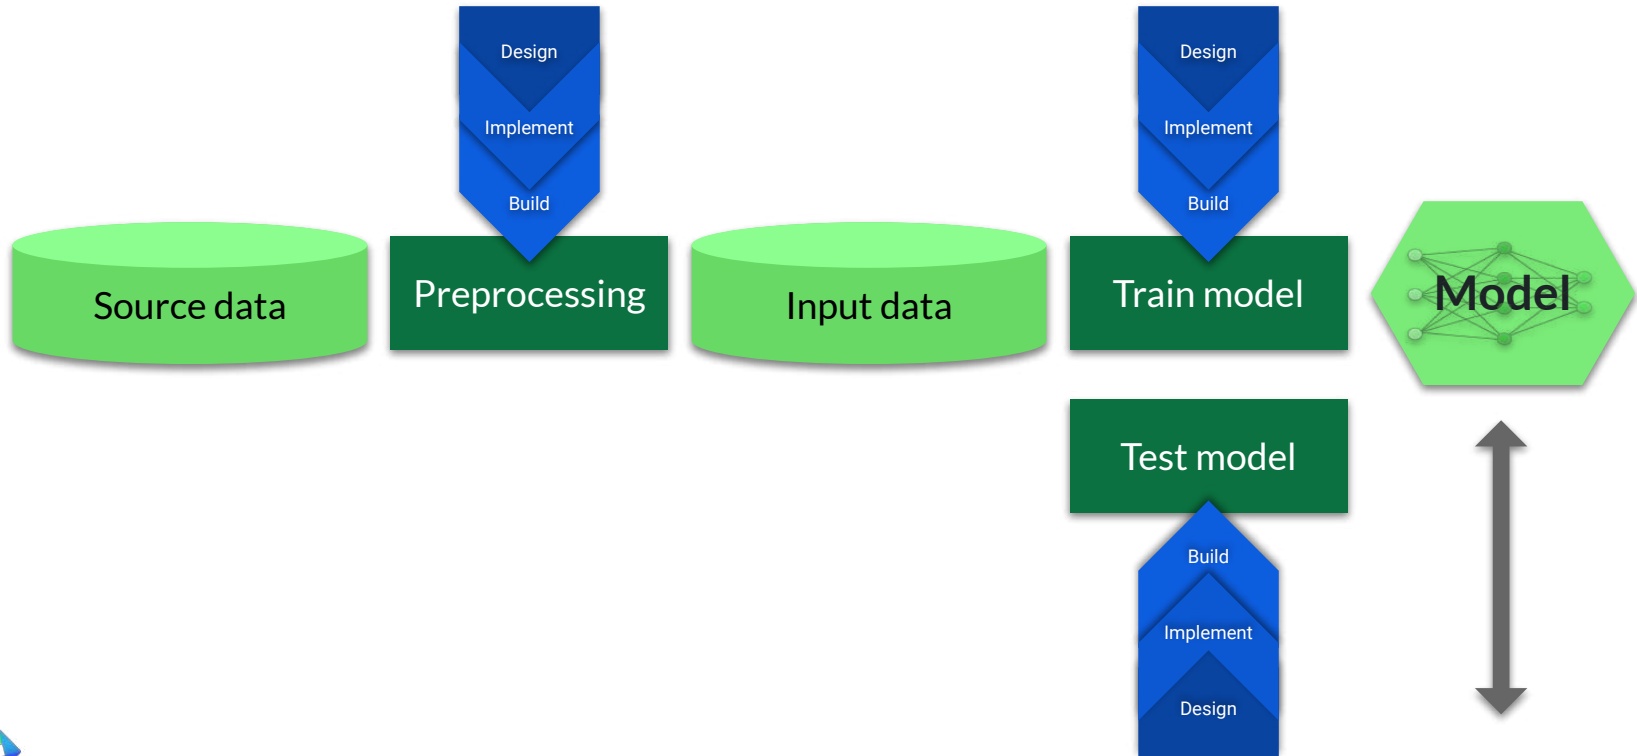 Design
Implement
Build
Design
Implement
Build
Source data
Preprocessing
Input data
Train model
Model
Test model
Build
Implement
Design